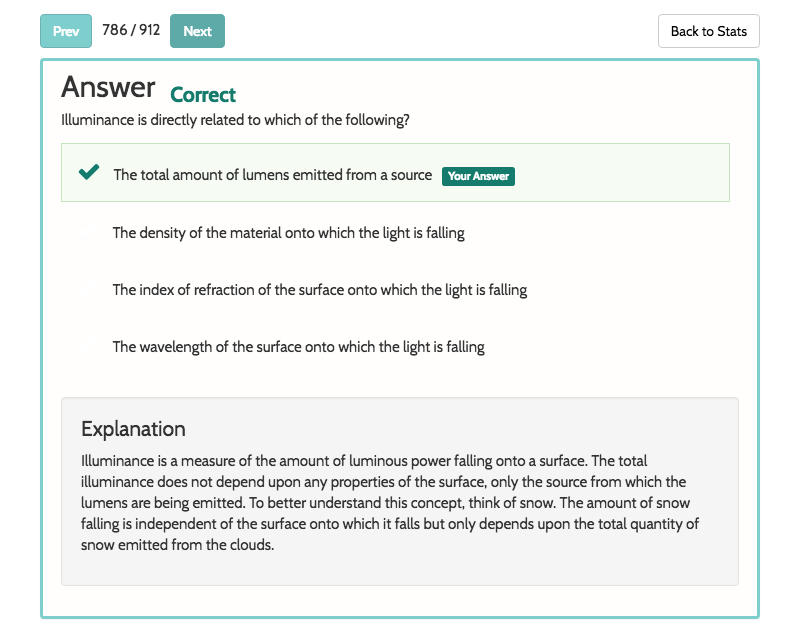 Prev 786 / 912 Next Back to Stats
Answer Correct
Illuminance is directly related to which of the following?
The total amount of lumens emitted from a source Your Answer
The density of the material onto which the light is falling
The index of refraction of the surface onto which the light is falling
The wavelength of the surface onto which the light is falling
Explanation
Illuminance is a measure of the amount of luminous power falling onto a surface. The total
illuminance does not depend upon any properties of the surface, only the source from which the
lumens are being emitted. To better understand this concept, think of snow. The amount of snow
falling is independent of the surface onto which it falls but only depends upon the total quantity of
snow emitted from the clouds.